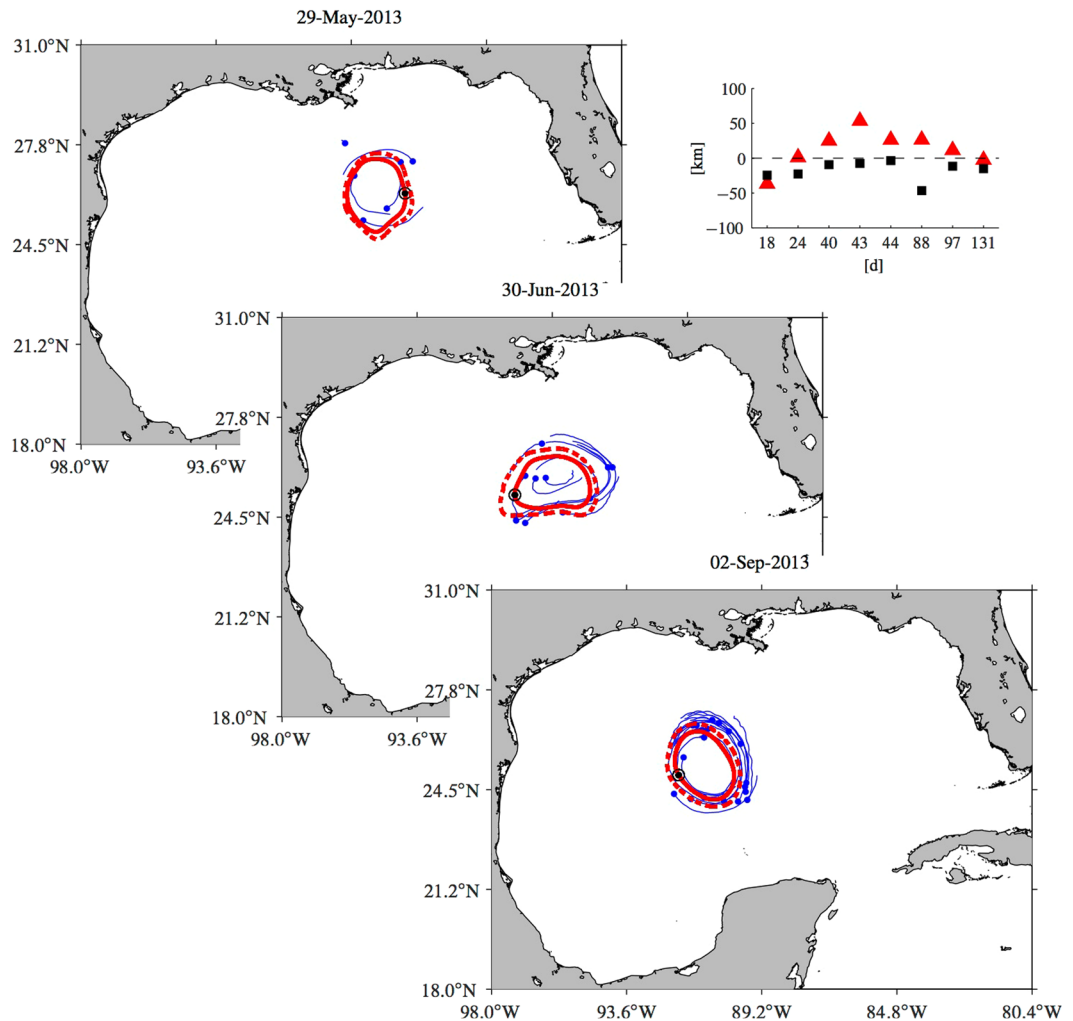 29-May-2013
31.0°N
27.8°N
24.5°N
21.2°N
18.0°N
98.0°W 93.6°W
100
50
0
−50
−100
[km]
18 24 40 43 44 88 97 131
[d]
30-Jun-2013
31.0°N
27.8°N
24.5°N
21.2°N
18.0°N
98.0°W 93.6°W
02-Sep-2013
31.0°N
27.8°N
24.5°N
21.2°N
18.0°N
98.0°W 93.6°W 89.2°W 84.8°W 80.4°W